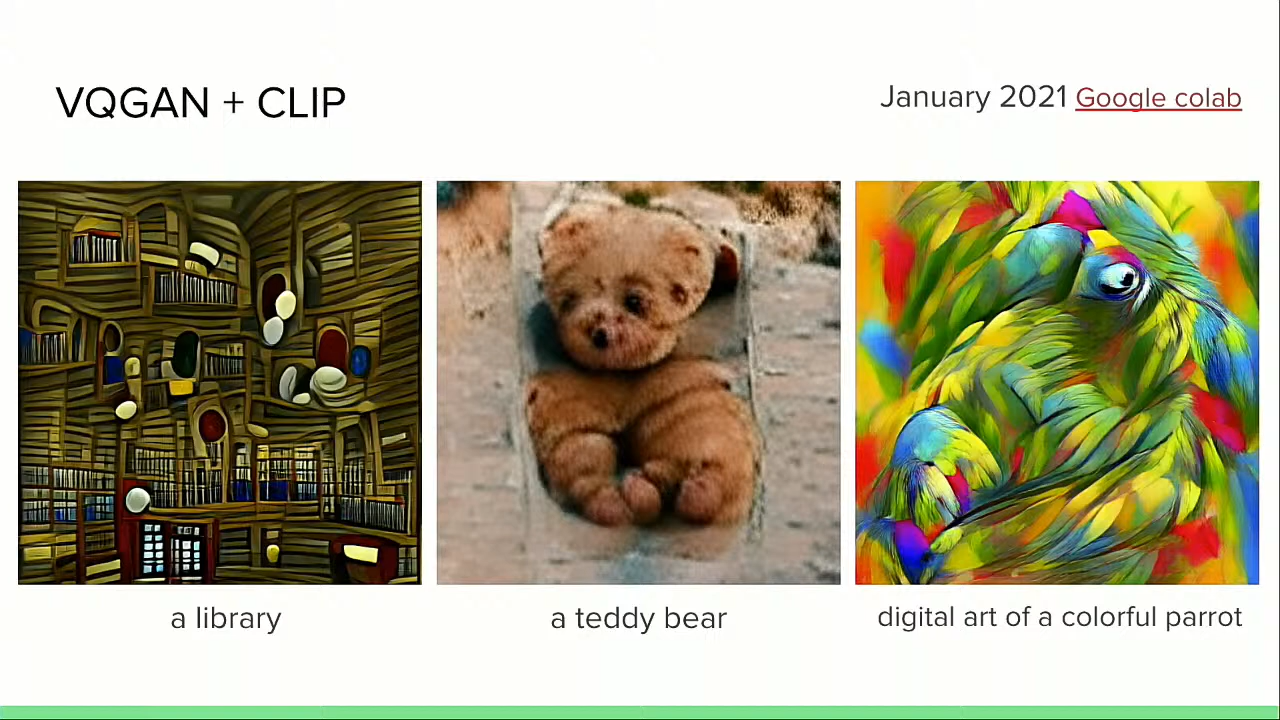 VQGAN + CLIP
January 2021 Google colab
a library
a teddy bear
digital art of a colorful parrot